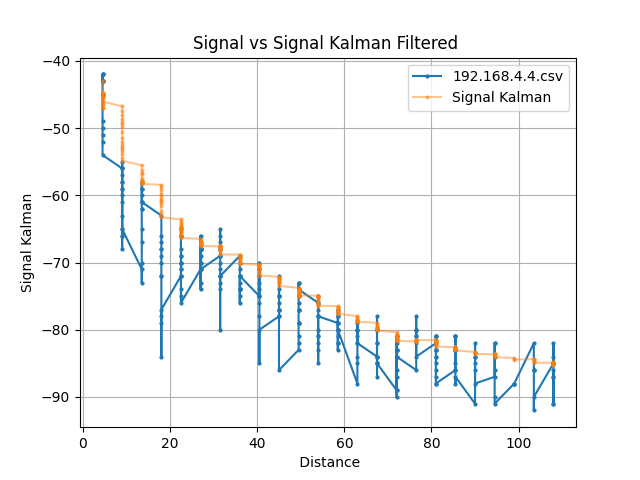 Signal vs Signal Kalman Filtered
192.168.4.4.csv
Signal Kalman
−40
−50
−60
−70
−80
−90
Signal Kalman
0
20
40
60
80
100
Distance